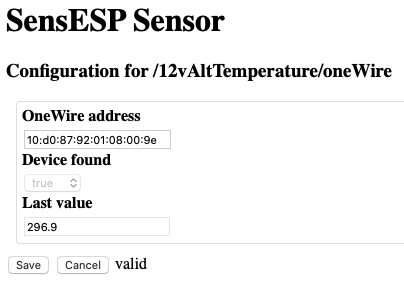 SensESP Sensor
Configuration for /12vAltTemperature/oneWire
OneWire address
10:d0:87:92:01:08:00:9e
Device found
true
Last value
296.9
Save Cancel valid